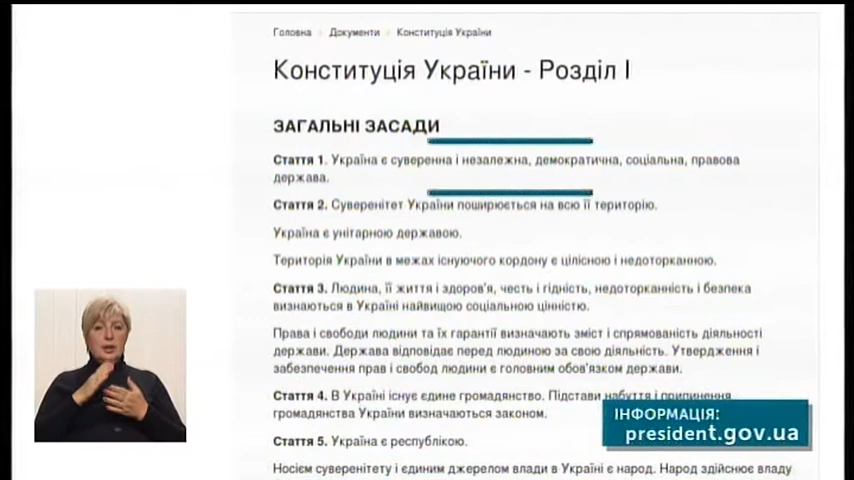 Головна Документи Конституція України
Конституція України - Розділ I
ЗАГАЛЬНІ ЗАСАДИ
Стаття 1. Україна є суверенна і незалежна, демократична, соціальна, правова
держава.
Стаття 2. Суверенітет України поширюється на всю її територію.
Україна є унітарною державою.
Територія України в межах існуючого кордону є цілісною і недоторканною.
Стаття 3. Людина, її життя і здоров'я, честь і гідність, недоторканність і безпека
визнаються в Україні найвищою соціальною цінністю.
Права і свободи людини та їх гарантії визначають зміст і спрямованість діяльності
держави. Держава відповідає перед людиною за свою діяльність. Утвердження і
забезпечення прав і свобод людини є головним обов'язком держави.
Стаття 4. В Україні існує єдине громадянство. Підстави набуття і припинення
громадянства України визначаються законом.
Стаття 5. Україна є республікою.
Носієм суверенітету і єдиним джерелом влади в Україні є народ. Народ здійснює владу
ІНФОРМАЦІЯ:
president.gov.ua